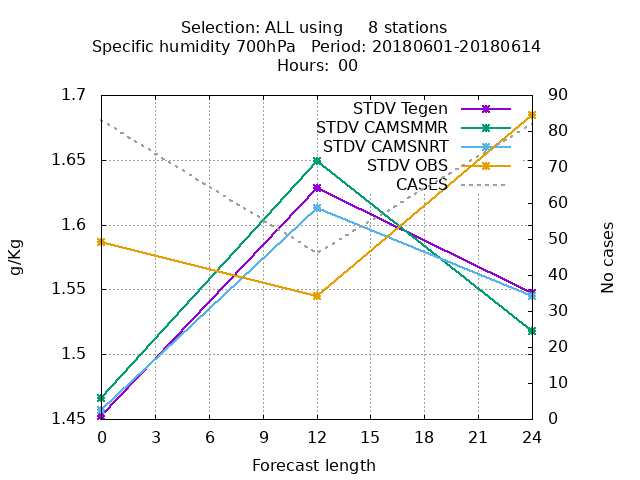 Selection: ALL using     8 stations
Specific humidity 700hPa   Period: 20180601-20180614
Hours: 00
g/Kg
1.7
1.65
1.6
1.55
1.5
1.45
STDV Tegen
STDV CAMSMMR
STDV CAMSNRT
STDV OBS
CASES
90
80
70
60
50
40
30
20
10
0
No cases
0 3 6 9 12 15 18 21 24
Forecast length